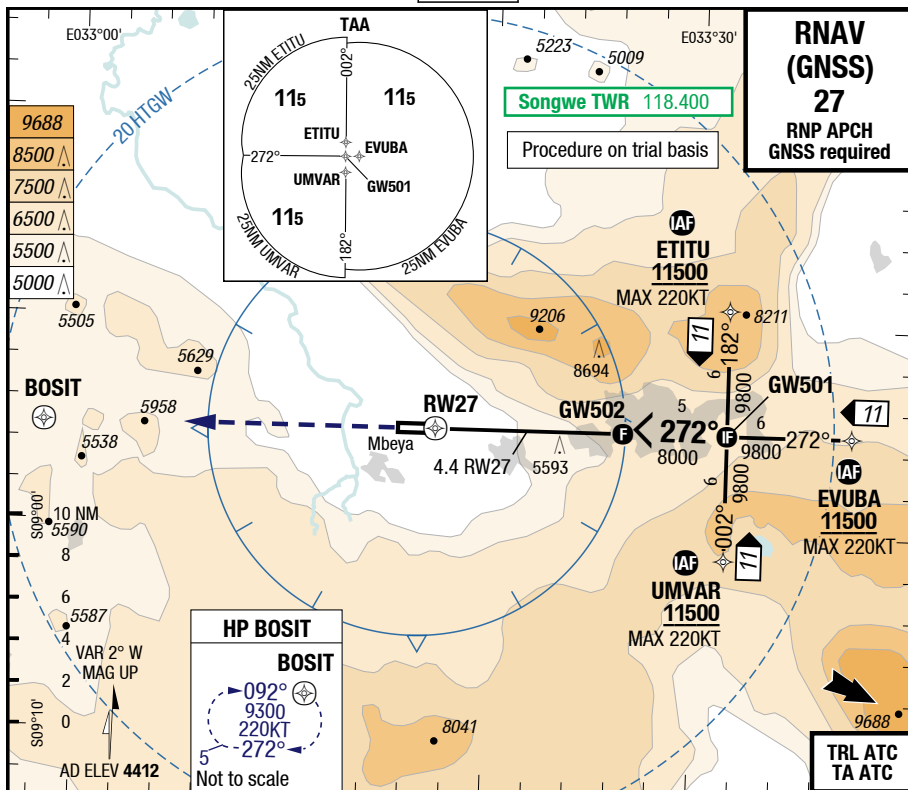 E033°00'
TAA
25NM ETITU
002°
115
115
ETITU
272°
EVUBA
UMVAR
GW501
115
182°
25NM UMVAR
25NM EVUBA
E033°30'
5223
5009
Songwe TWR 118.400
Procedure on trial basis
RNAV
(GNSS)
27
RNP APCH
GNSS required
20 HTGW
9688
8500
7500
6500
5500
5000
5505
5629
BOSIT
5958
5538
RW27
Mbeya
4.4 RW27
5593
9206
8694
GW502
F
5
272°
8000
IAF
ETITU
11500
MAX 220KT
8211
11
182°
6
9800
GW501
IF
6
9800
272°
11
IAF
EVUBA
11500
MAX 220KT
6
9800
002°
11
IAF
UMVAR
11500
MAX 220KT
S09°00'
10 NM
5590
8
6
5587
4
2
0
S09°10'
VAR 2° W
MAG UP
AD ELEV 4412
HP BOSIT
BOSIT
092°
9300
220KT
272°
5
Not to scale
8041
9688
TRL ATC
TA ATC